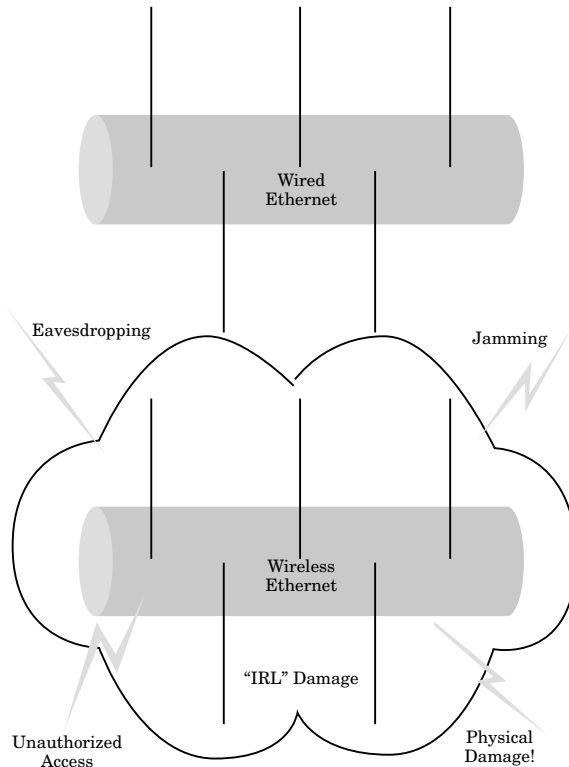 Wired
Ethernet
Eavesdropping
Jamming
Wireless
Ethernet
“IRL” Damage
Unauthorized
Access
Physical
Damage!